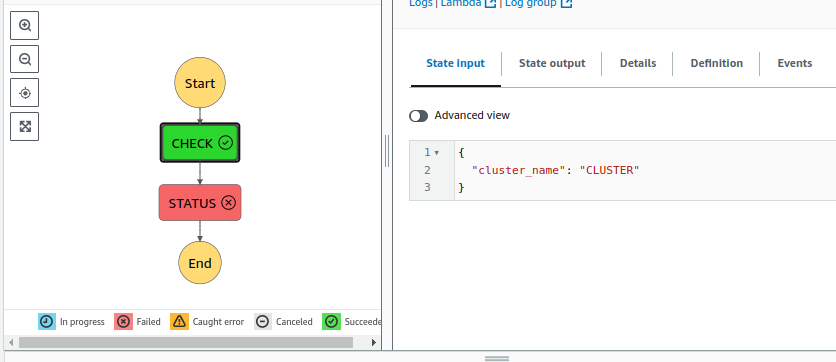 Logs | Lambda | Log group
Start
CHECK
STATUS
End
In progress Failed Caught error Canceled Succeede
State input State output Details Definition Events
Advanced view
1 {
2 "cluster_name": "CLUSTER"
3 }